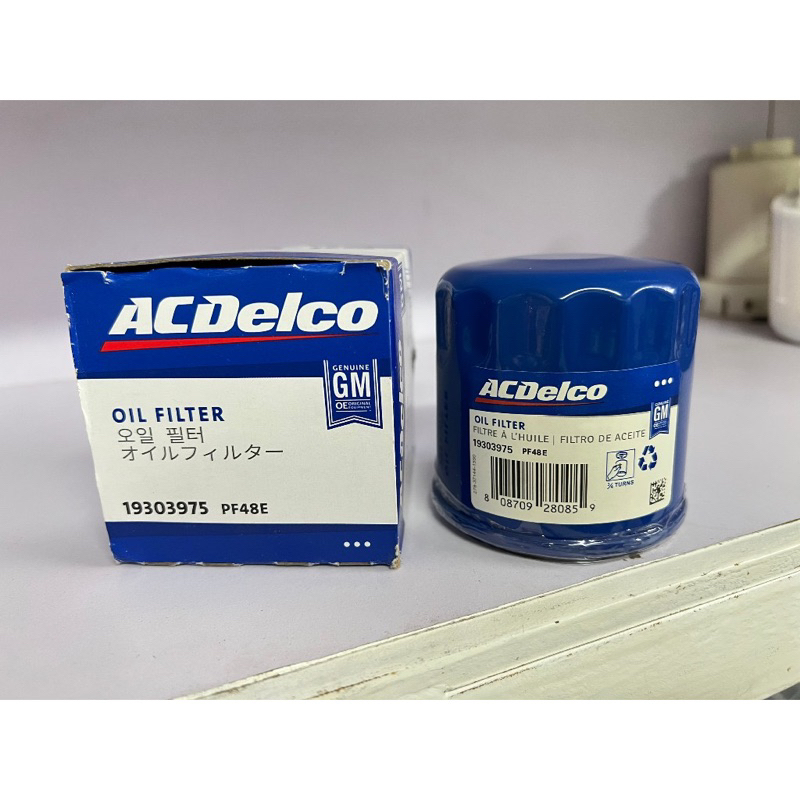 ACDelco
GENUINE
GM
OE ORIGINAL
EQUIPMENT
OIL FILTER
오일 필터
オイルフィルター
19303975 PF48E
ACDelco
GM
OIL FILTER
FILTRE À L'HUILE | FILTRO DE ACEITE
19303975 PF48E
3/4 TURNS
8 08709 28085 9